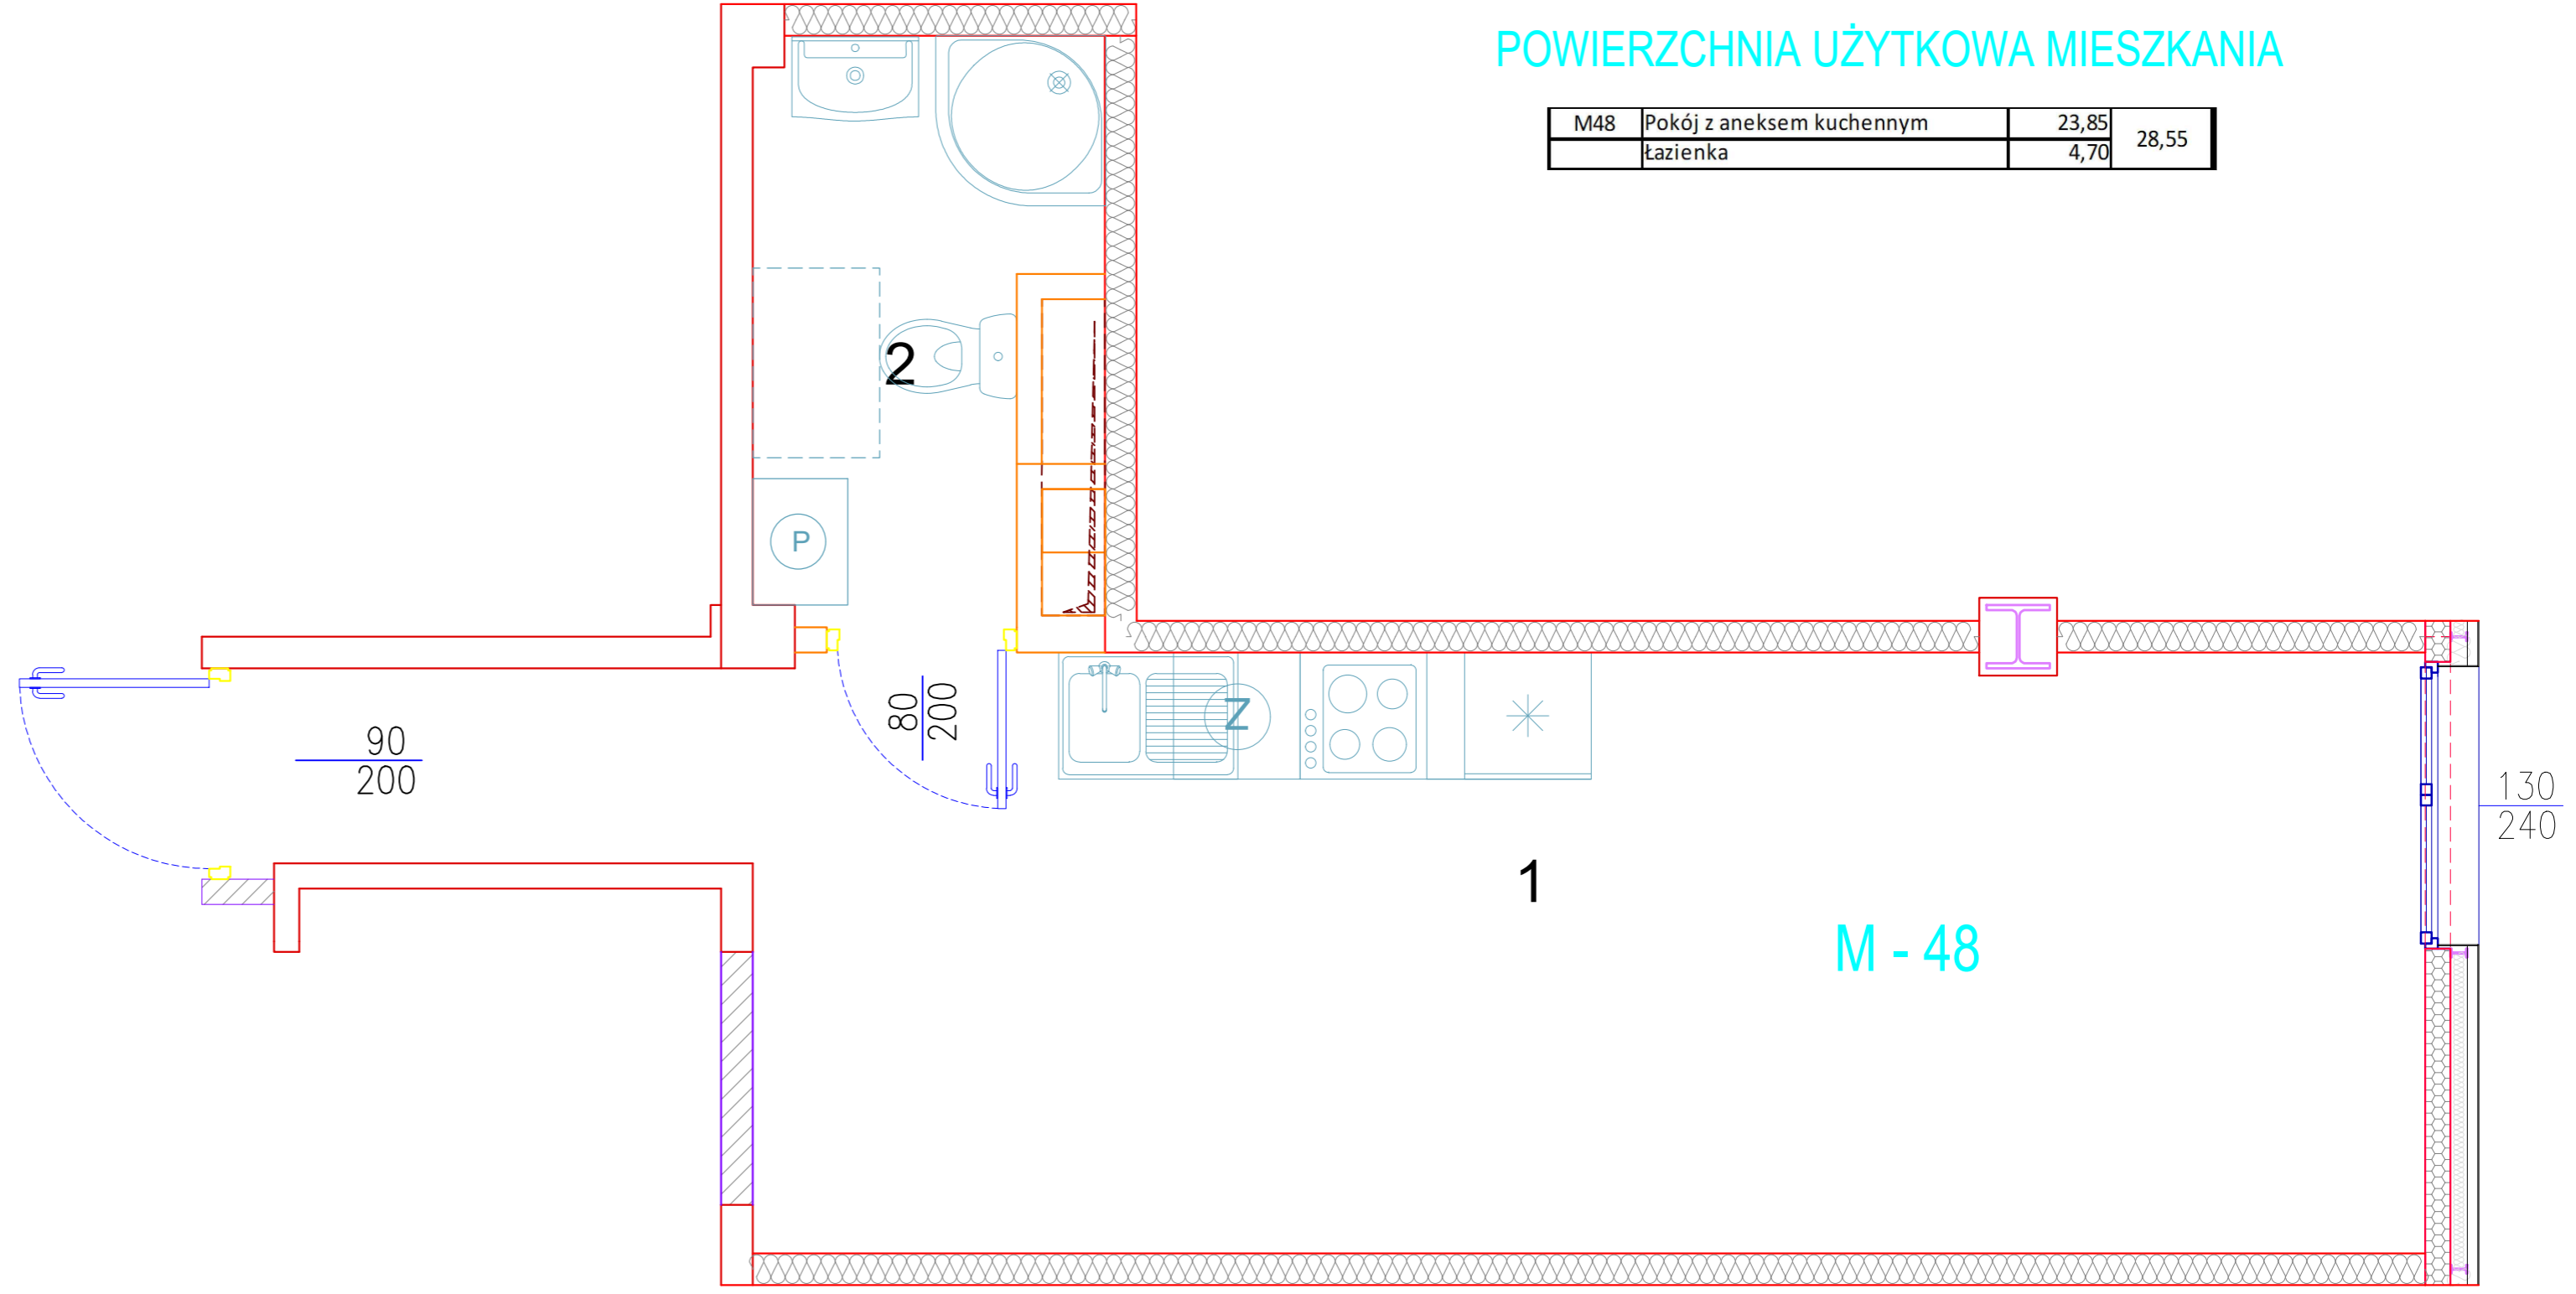 POWIERZCHNIA UŻYTKOWA MIESZKANIA
M48 Pokój z aneksem kuchennym 23,85 28,55
Łazienka 4,70
2
P
90
200
80
200
Z
130
240
1
M - 48